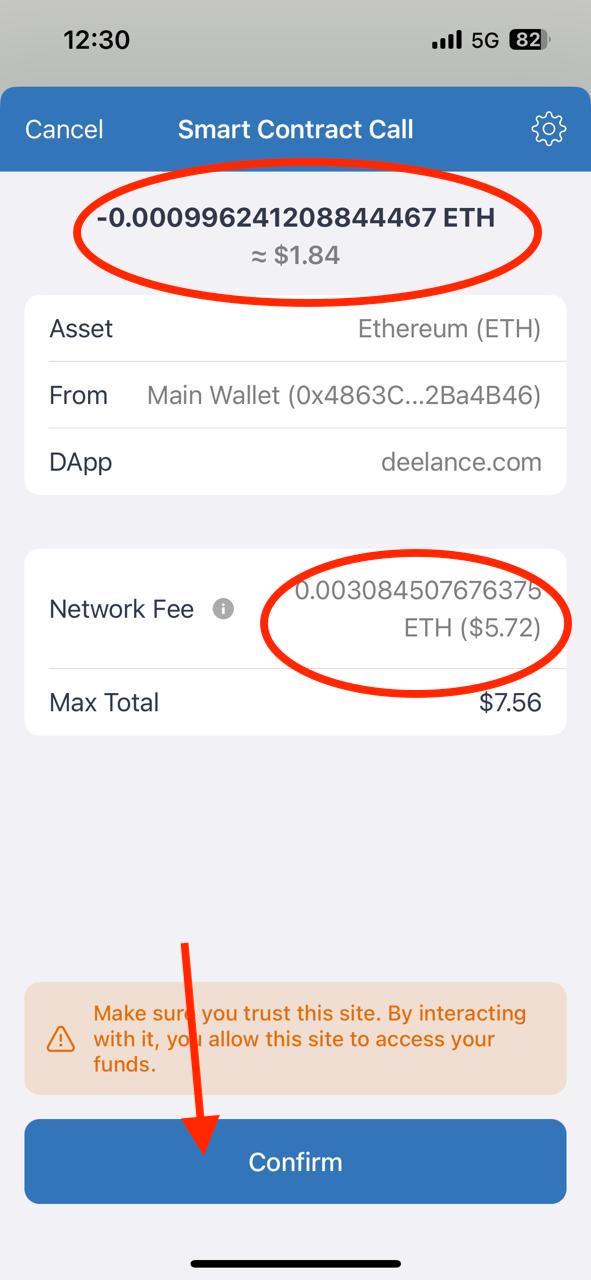 12:30
5G
82
Cancel
Smart Contract Call
-0.000996241208844467 ETH
≈ $1.84
Asset
Ethereum (ETH)
From
Main Wallet (0x4863C...2Ba4B46)
DApp
deelance.com
Network Fee
i
0.003084507676375
ETH ($5.72)
Max Total
$7.56
Make sure you trust this site. By interacting
with it, you allow this site to access your
funds.
Confirm